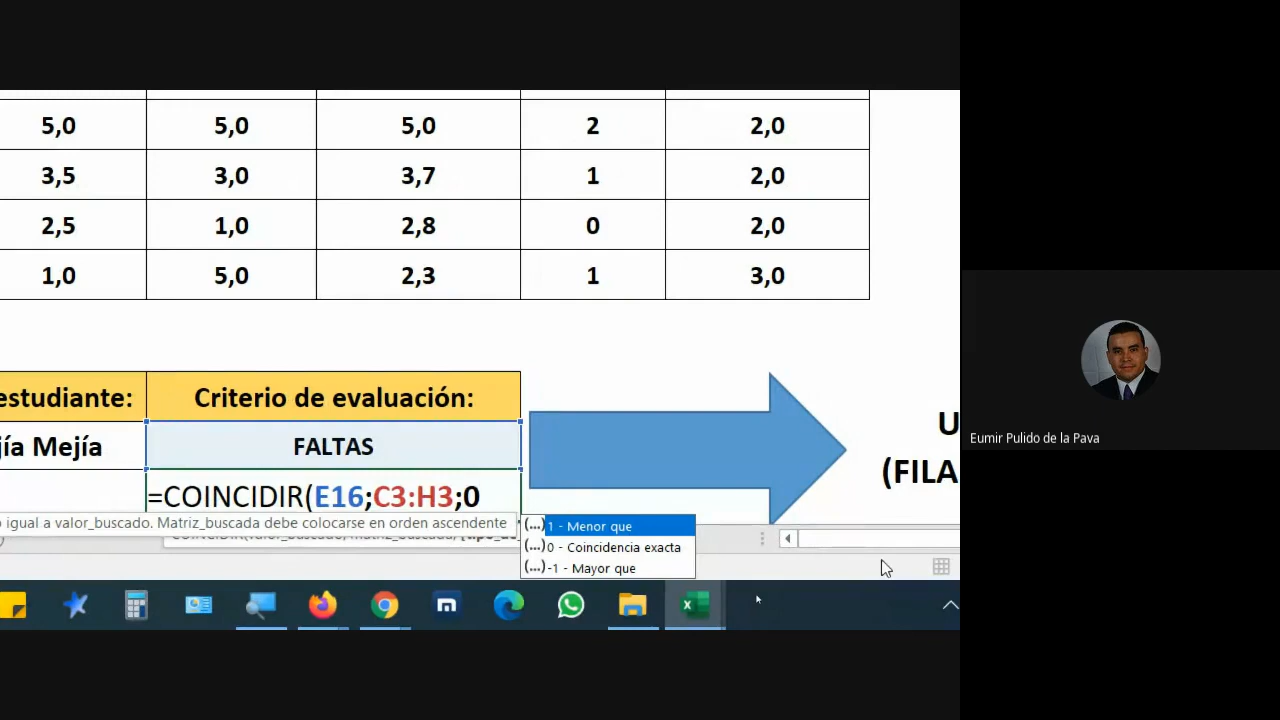 5,0 5,0 5,0 2 2,0
3,5 3,0 3,7 1 2,0
2,5 1,0 2,8 0 2,0
1,0 5,0 2,3 1 3,0
estudiante: Criterio de evaluación:
jía Mejía FALTAS
=COINCIDIR(E16;C3:H3;0
U
(FILA
Eumir Pulido de la Pava
igual a valor_buscado. Matriz_buscada debe colocarse en orden ascendente
(...) 1 - Menor que
(...) 0 - Coincidencia exacta
(...) -1 - Mayor que